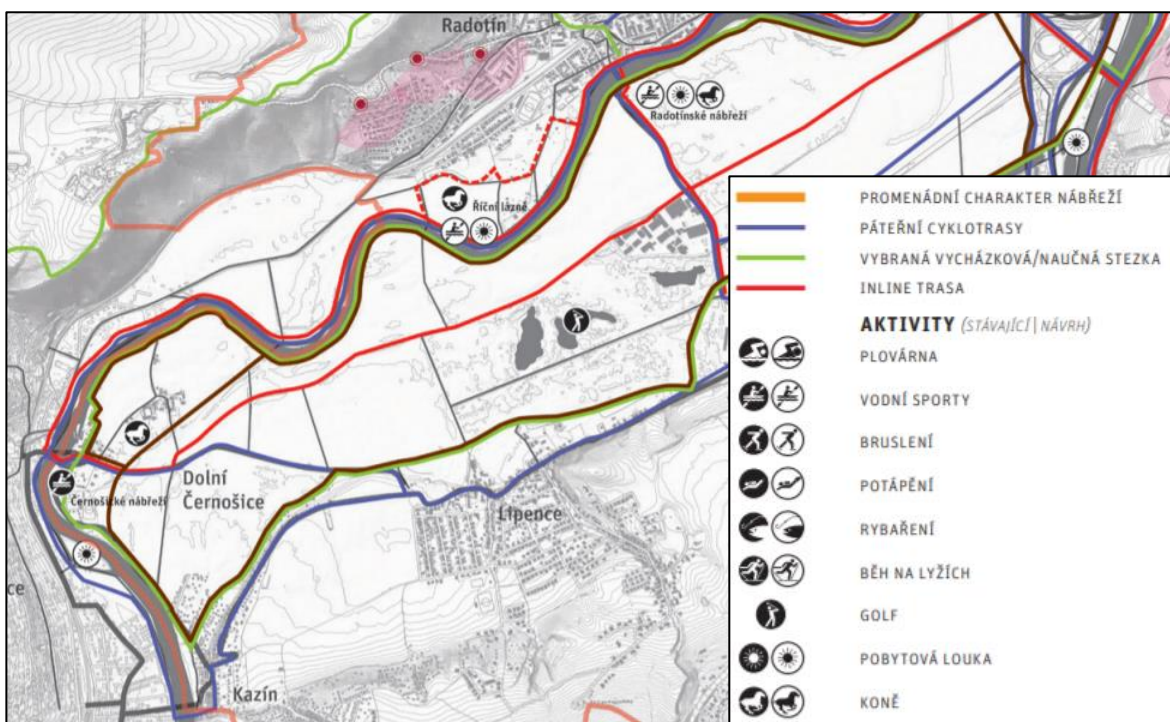 Radotín
Radotínské nábřeží
Říční lázně
Dolní
Černošice
Černošické nábřeží
Lipence
ce
Kazín
PROMENÁDNÍ CHARAKTER NÁBŘEŽÍ
PÁTEŘNÍ CYKLOTRASY
VYBRANÁ VYCHÁZKOVÁ/NAUČNÁ STEZKA
INLINE TRASA
AKTIVITY (STÁVAJÍCÍ | NÁVRH)
PLOVÁRNA
VODNÍ SPORTY
BRUSLENÍ
POTÁPĚNÍ
RYBAŘENÍ
BĚH NA LYŽÍCH
GOLF
POBYTOVÁ LOUKA
KONĚ